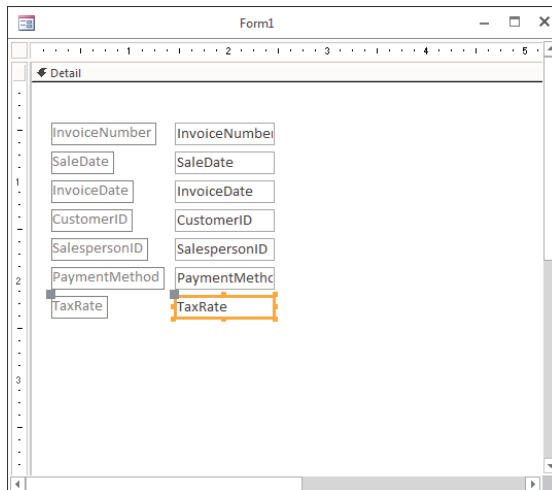 Form1
1 2 3 4 5
Detail
InvoiceNumber InvoiceNumber
SaleDate SaleDate
1
InvoiceDate InvoiceDate
CustomerID CustomerID
SalespersonID SalespersonID
2
PaymentMethod PaymentMethc
TaxRate TaxRate
3